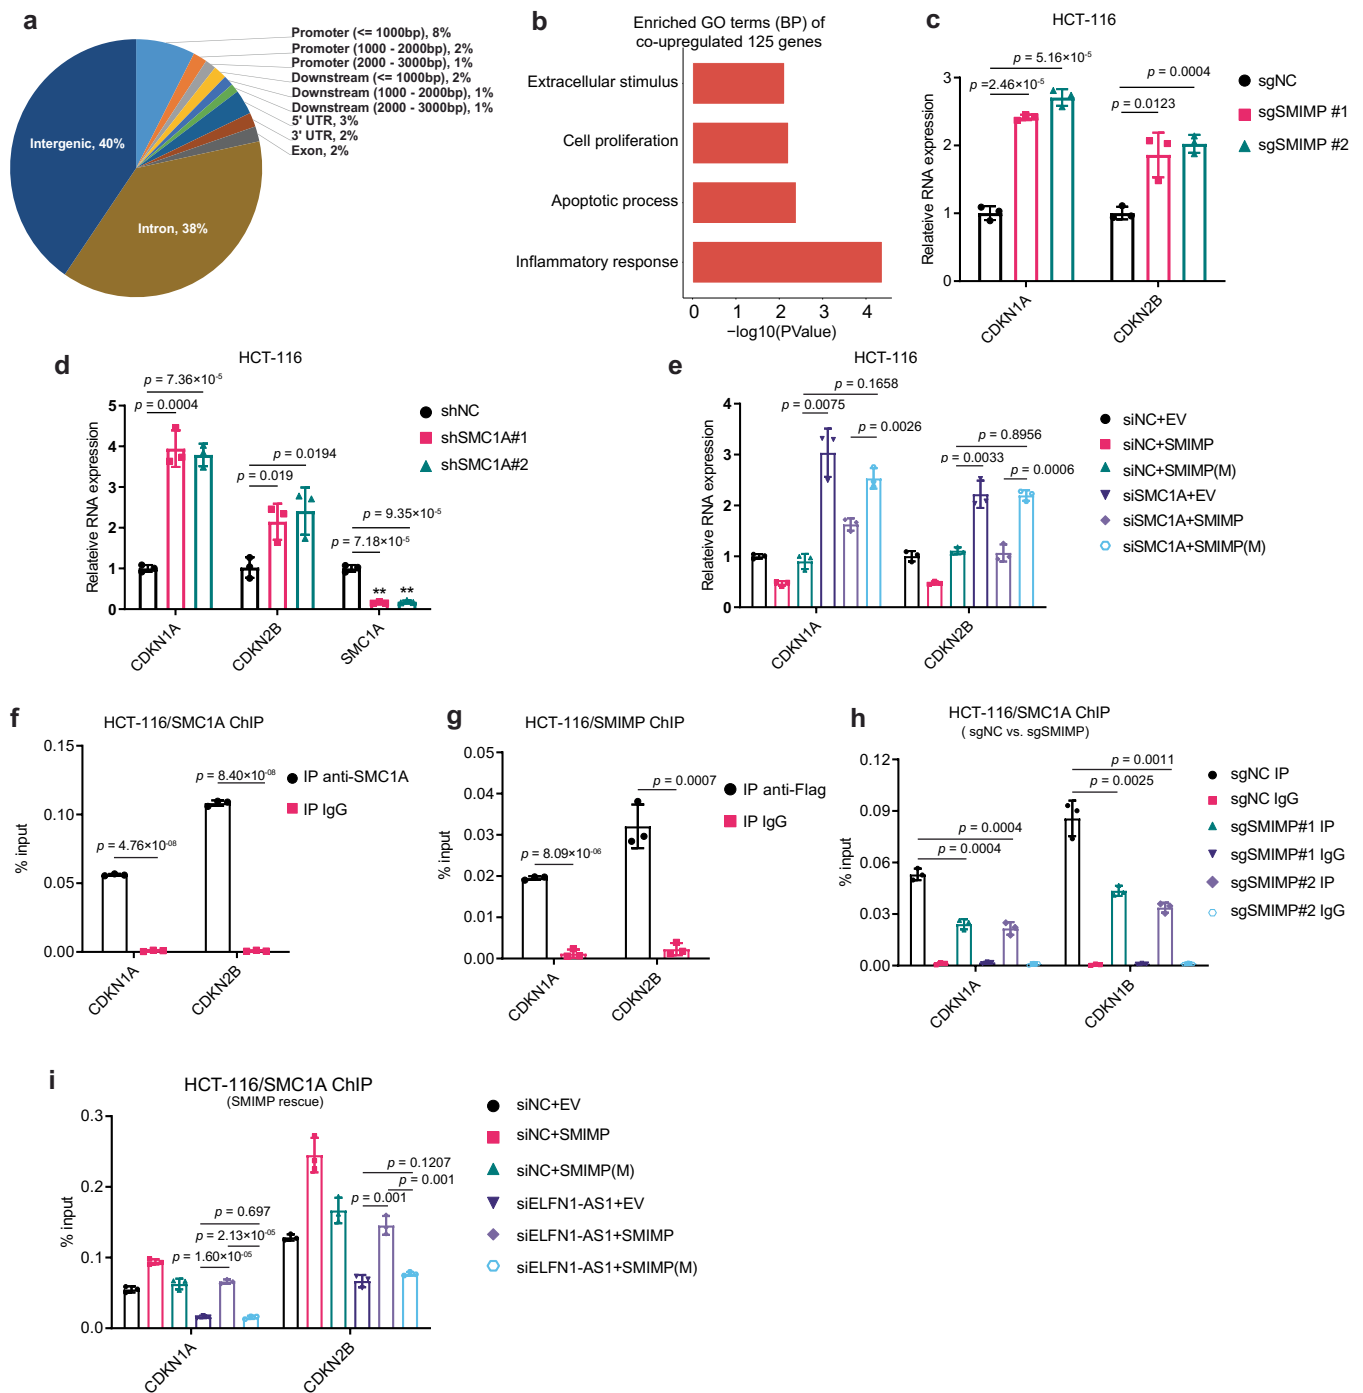 a
Promoter (<= 1000bp), 8%
Promoter (1000 - 2000bp), 2%
Promoter (2000 - 3000bp), 1%
Downstream (<= 1000bp), 2%
Downstream (1000 - 2000bp), 1%
Downstream (2000 - 3000bp), 1%
5' UTR, 3%
3' UTR, 2%
Exon, 2%
Intergenic, 40%
Intron, 38%
b
Enriched GO terms (BP) of
co-upregulated 125 genes
Extracellular stimulus
Cell proliferation
Apoptotic process
Inflammatory response
0 1 2 3 4
−log10(PValue)
c
HCT-116
p = 5.16×10-5
p =2.46×10-5
p = 0.0004
p = 0.0123
Relateive RNA expression
3
2
1
0
CDKN1A
CDKN2B
sgNC
sgSMIMP #1
sgSMIMP #2
d
HCT-116
p = 7.36×10-5
p = 0.0004
p = 0.0194
p = 0.019
p = 9.35×10-5
p = 7.18×10-5
** **
Relateive RNA expression
5
4
3
2
1
0
CDKN1A
CDKN2B
SMC1A
shNC
shSMC1A#1
shSMC1A#2
e
HCT-116
p = 0.1658
p = 0.0075
p = 0.0026
p = 0.8956
p = 0.0033
p = 0.0006
Relateive RNA expression
4
3
2
1
0
CDKN1A
CDKN2B
siNC+EV
siNC+SMIMP
siNC+SMIMP(M)
siSMC1A+EV
siSMC1A+SMIMP
siSMC1A+SMIMP(M)
f
HCT-116/SMC1A ChIP
p = 8.40×10-08
p = 4.76×10-08
% input
0.15
0.10
0.05
0.00
CDKN1A
CDKN2B
IP anti-SMC1A
IP IgG
g
HCT-116/SMIMP ChIP
p = 0.0007
p = 8.09×10-06
% input
0.05
0.04
0.03
0.02
0.01
0.00
CDKN1A
CDKN2B
IP anti-Flag
IP IgG
h
HCT-116/SMC1A ChIP
( sgNC vs. sgSMIMP)
p = 0.0011
p = 0.0025
p = 0.0004
p = 0.0004
% input
0.12
0.09
0.06
0.03
0.00
CDKN1A
CDKN1B
sgNC IP
sgNC IgG
sgSMIMP#1 IP
sgSMIMP#1 IgG
sgSMIMP#2 IP
sgSMIMP#2 IgG
i
HCT-116/SMC1A ChIP
(SMIMP rescue)
p = 0.1207
p = 0.001
p = 0.001
p = 0.697
p = 2.13×10-05
p = 1.60×10-05
% input
0.3
0.2
0.1
0.0
CDKN1A
CDKN2B
siNC+EV
siNC+SMIMP
siNC+SMIMP(M)
siELFN1-AS1+EV
siELFN1-AS1+SMIMP
siELFN1-AS1+SMIMP(M)